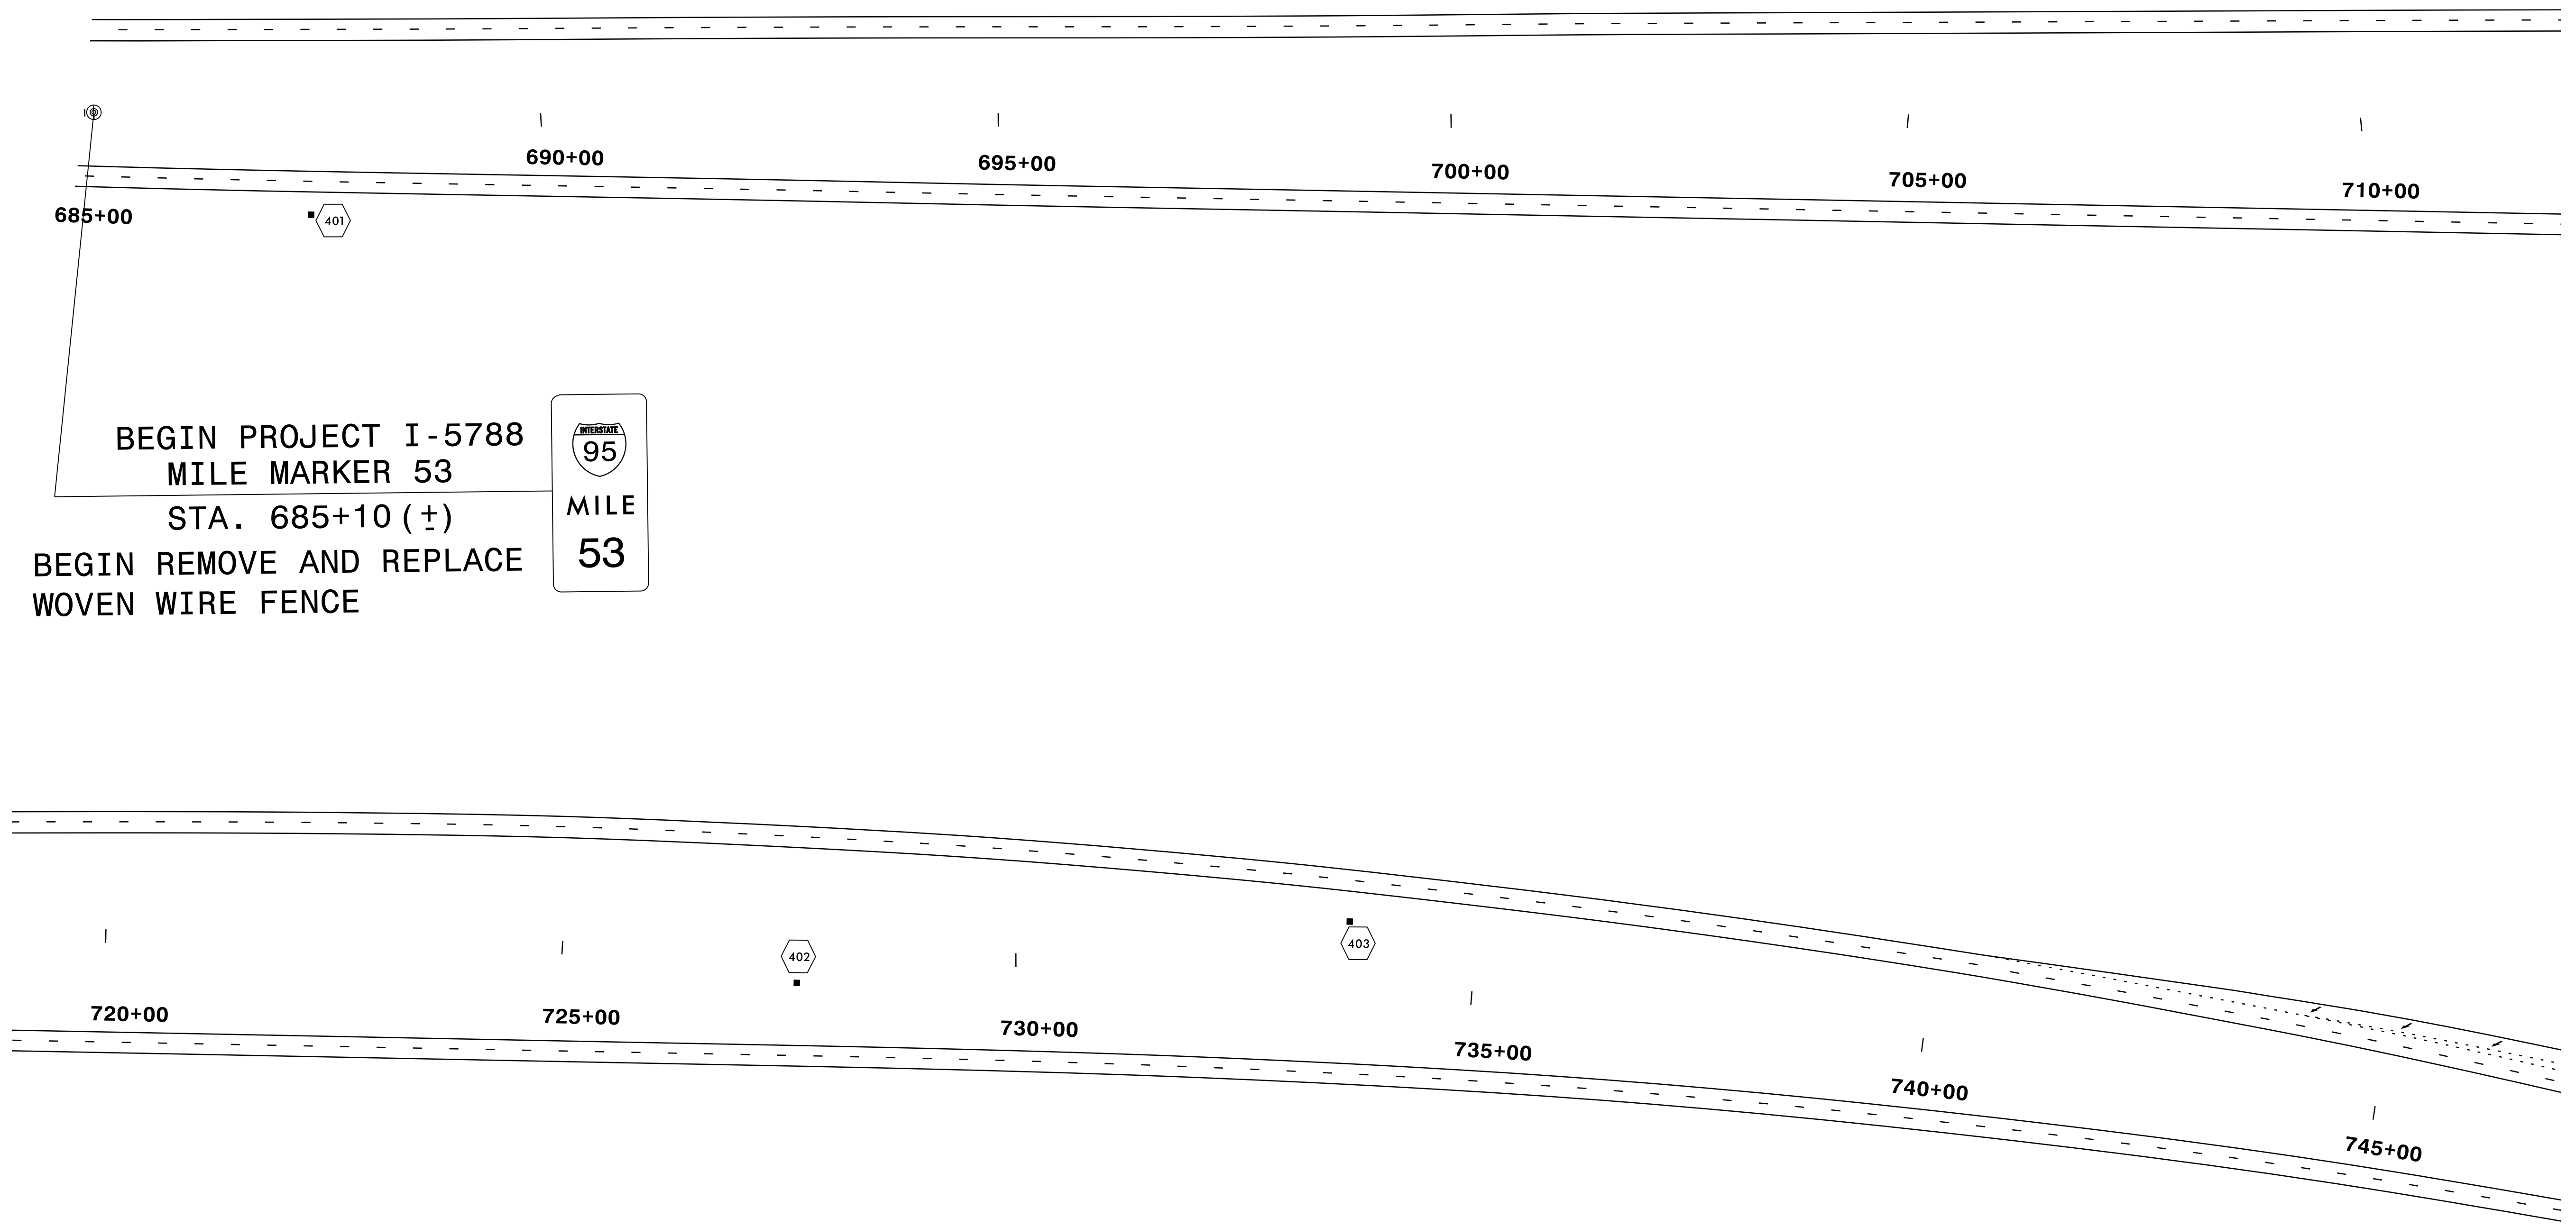 690+00
695+00
700+00
705+00
710+00
685+00
401
BEGIN PROJECT I-5788
MILE MARKER 53
STA. 685+10(±)
BEGIN REMOVE AND REPLACE
WOVEN WIRE FENCE
INTERSTATE
95
MILE
53
402
403
720+00
725+00
730+00
735+00
740+00
745+00